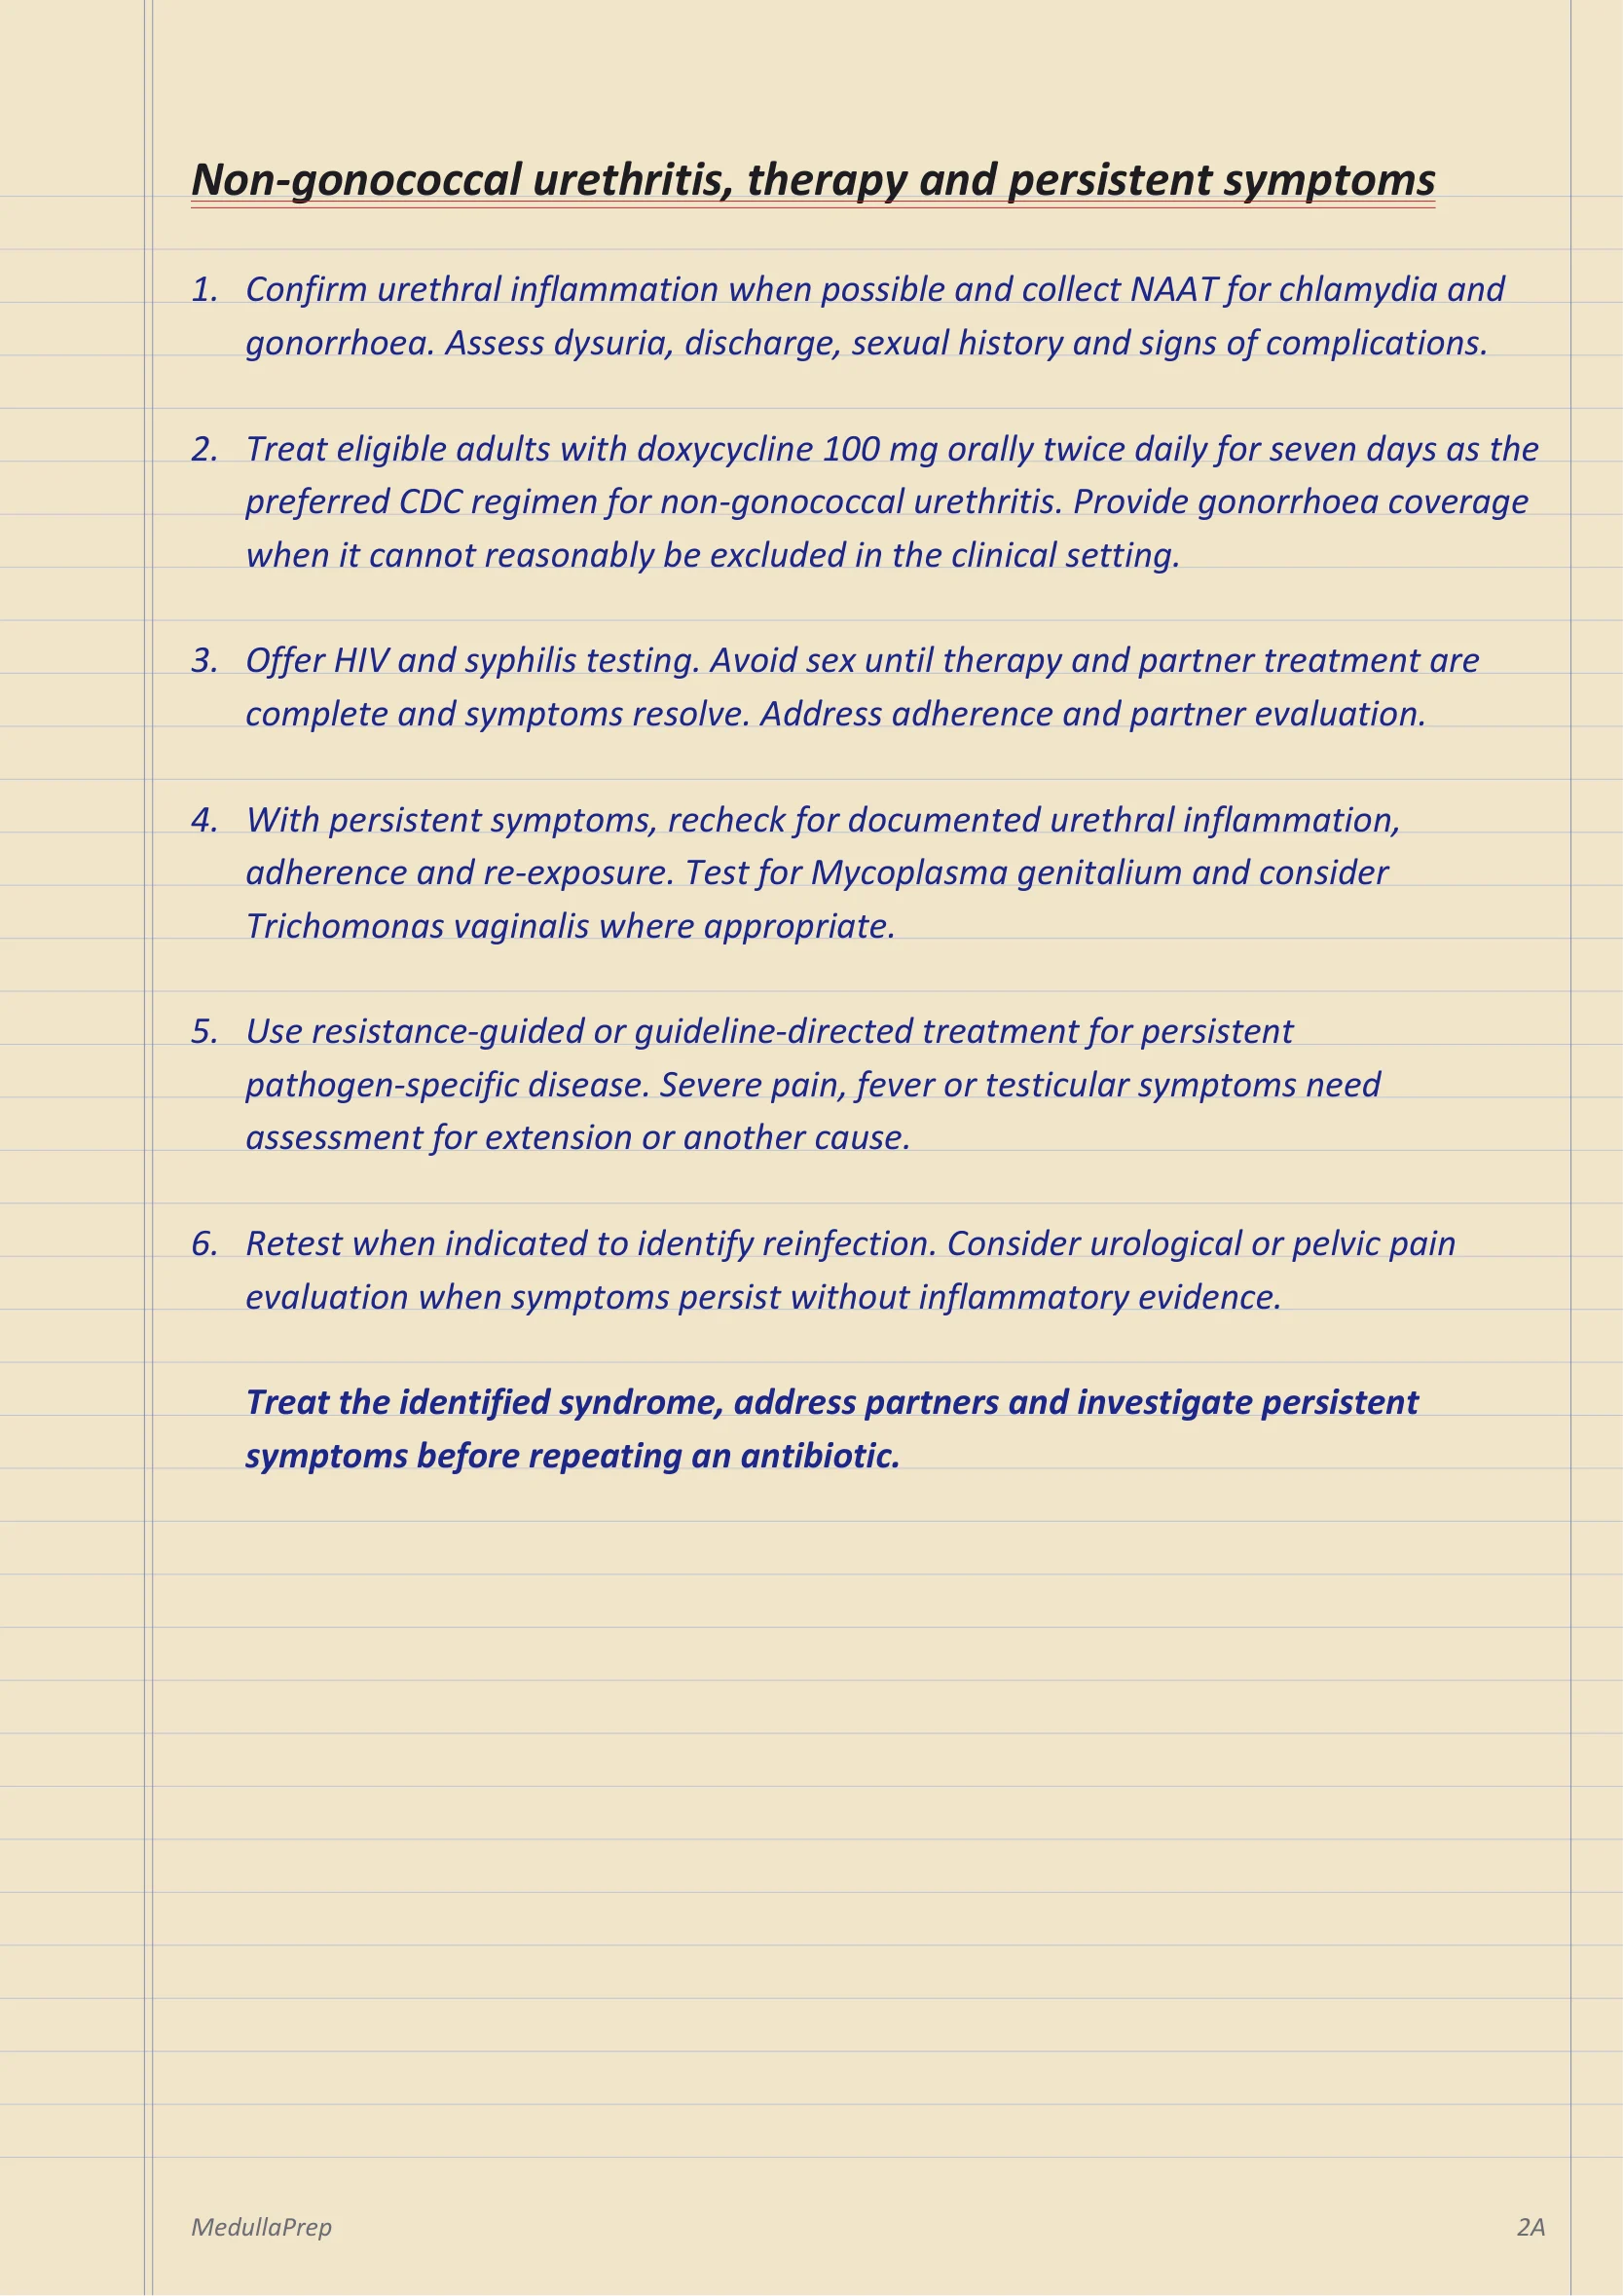 Non-gonococcal urethritis, therapy and persistent symptoms
1. Confirm urethral inflammation when possible and collect NAAT for chlamydia and
gonorrhoea. Assess dysuria, discharge, sexual history and signs of complications.
2. Treat eligible adults with doxycycline 100 mg orally twice daily for seven days as the
preferred CDC regimen for non-gonococcal urethritis. Provide gonorrhoea coverage
when it cannot reasonably be excluded in the clinical setting.
3. Offer HIV and syphilis testing. Avoid sex until therapy and partner treatment are
complete and symptoms resolve. Address adherence and partner evaluation.
4. With persistent symptoms, recheck for documented urethral inflammation,
adherence and re-exposure. Test for Mycoplasma genitalium and consider
Trichomonas vaginalis where appropriate.
5. Use resistance-guided or guideline-directed treatment for persistent
pathogen-specific disease. Severe pain, fever or testicular symptoms need
assessment for extension or another cause.
6. Retest when indicated to identify reinfection. Consider urological or pelvic pain
evaluation when symptoms persist without inflammatory evidence.
Treat the identified syndrome, address partners and investigate persistent
symptoms before repeating an antibiotic.
MedullaPrep
2A